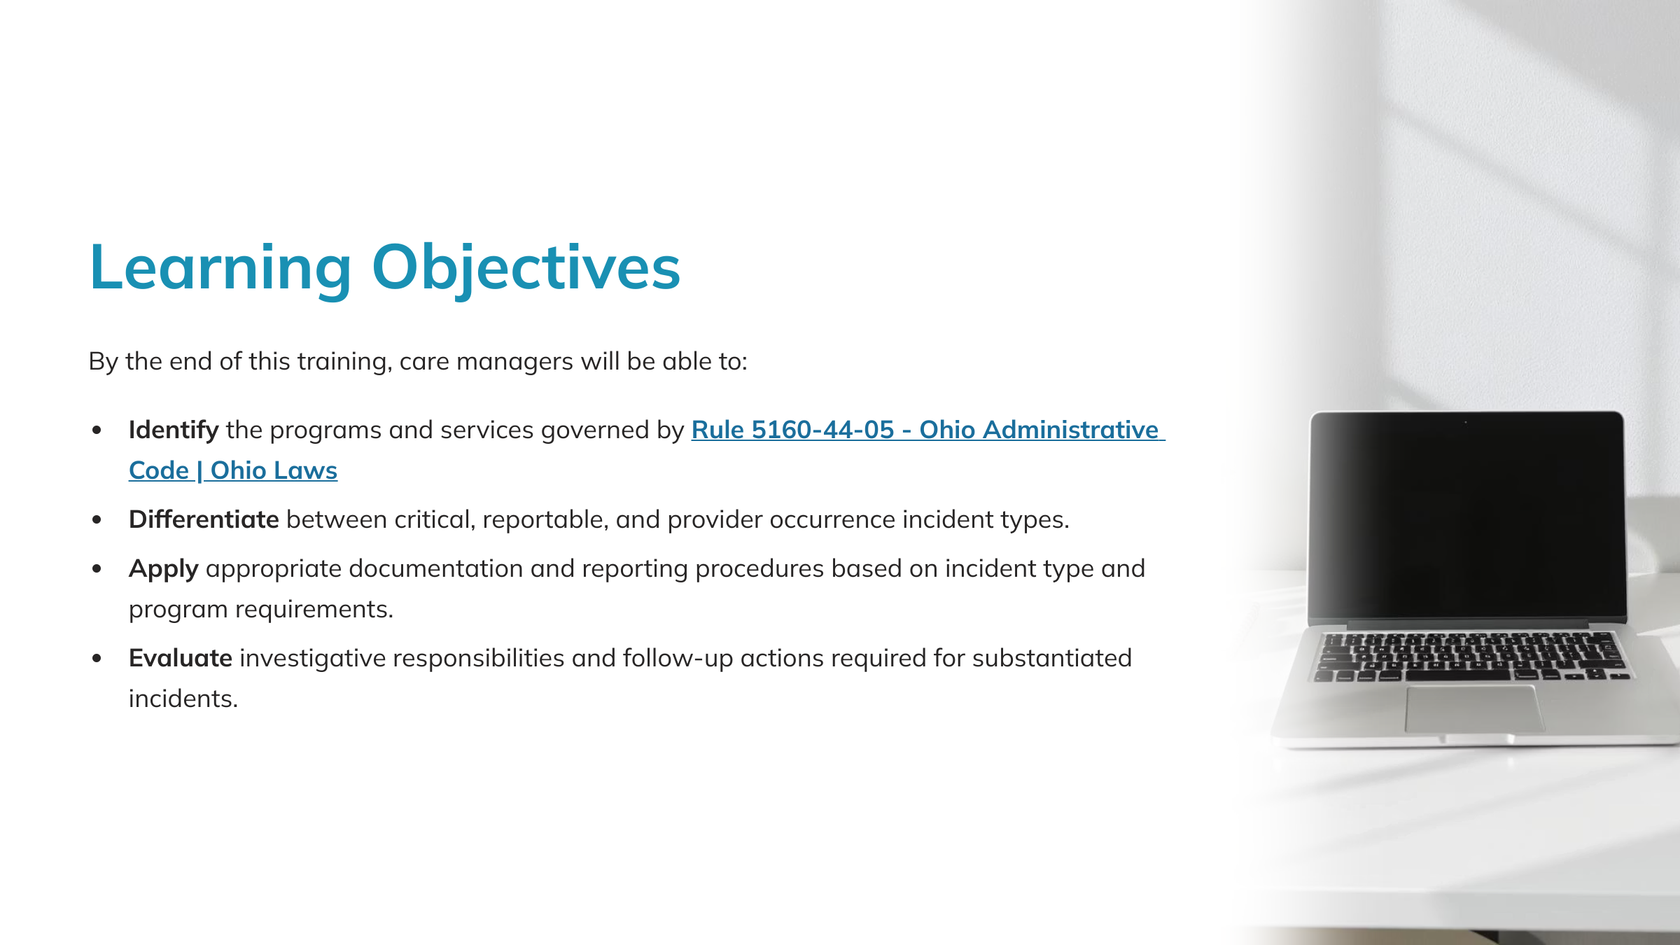 Learning Objectives
By the end of this training, care managers will be able to:
• Identify the programs and services governed by Rule 5160-44-05 - Ohio Administrative
Code | Ohio Laws
• Differentiate between critical, reportable, and provider occurrence incident types.
• Apply appropriate documentation and reporting procedures based on incident type and
program requirements.
• Evaluate investigative responsibilities and follow-up actions required for substantiated
incidents.